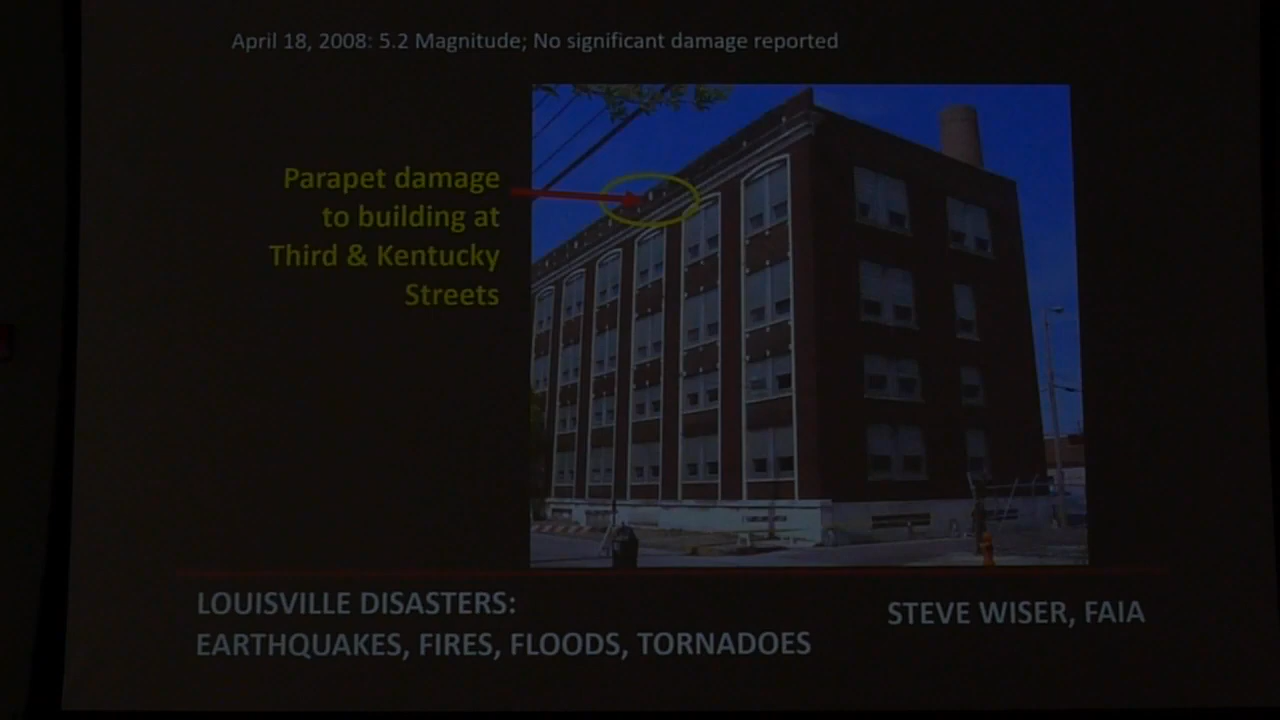 April 18, 2008: 5.2 Magnitude; No significant damage reported
Parapet damage
to building at
Third & Kentucky
Streets
LOUISVILLE DISASTERS:
EARTHQUAKES, FIRES, FLOODS, TORNADOES
STEVE WISER, FAIA